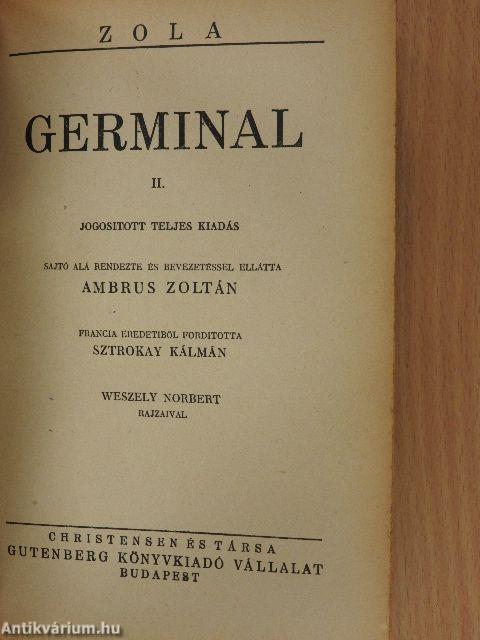 ZOLA
GERMINAL
II.
JOGOSITOTT TELJES KIADÁS
SAJTÓ ALÁ RENDEZTE ÉS BEVEZETÉSSEL ELLÁTTA
AMBRUS ZOLTÁN
FRANCIA EREDETIBŐL FORDITOTTA
SZTROKAY KÁLMÁN
WESZELY NORBERT
RAJZAIVAL
CHRISTENSEN ÉS TÁRSA
GUTENBERG KÖNYVKIADÓ VÁLLALAT
BUDAPEST
Antikvárium.hu